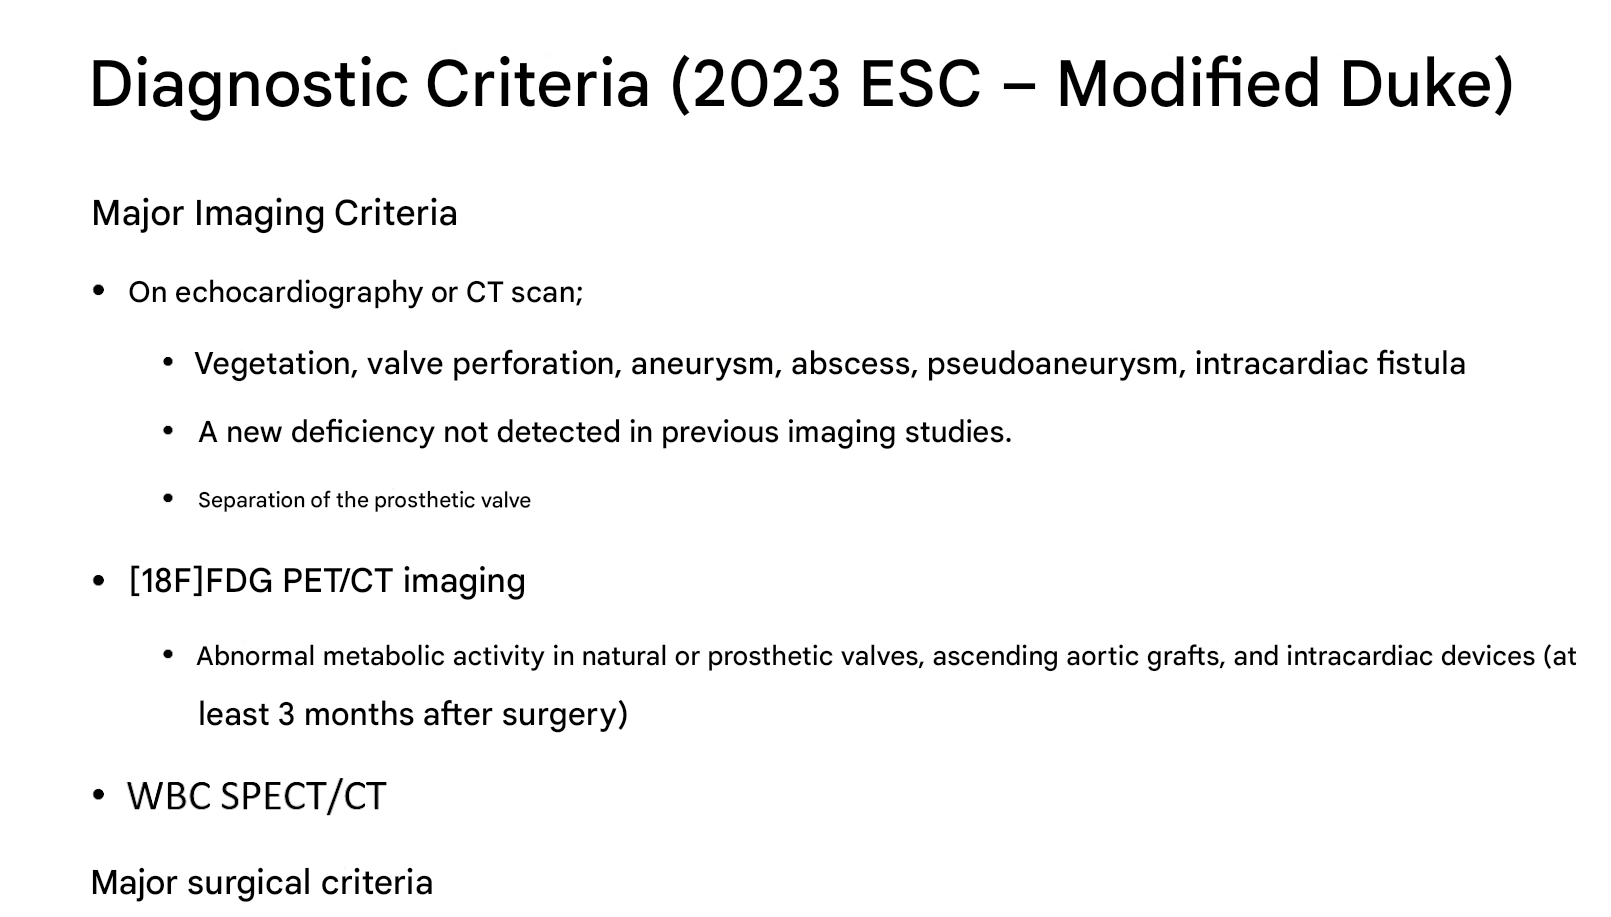 Diagnostic Criteria (2023 ESC – Modified Duke)
Major Imaging Criteria
• On echocardiography or CT scan;
• Vegetation, valve perforation, aneurysm, abscess, pseudoaneurysm, intracardiac fistula
• A new deficiency not detected in previous imaging studies.
• Separation of the prosthetic valve
• [18F]FDG PET/CT imaging
• Abnormal metabolic activity in natural or prosthetic valves, ascending aortic grafts, and intracardiac devices (at
least 3 months after surgery)
• WBC SPECT/CT
Major surgical criteria